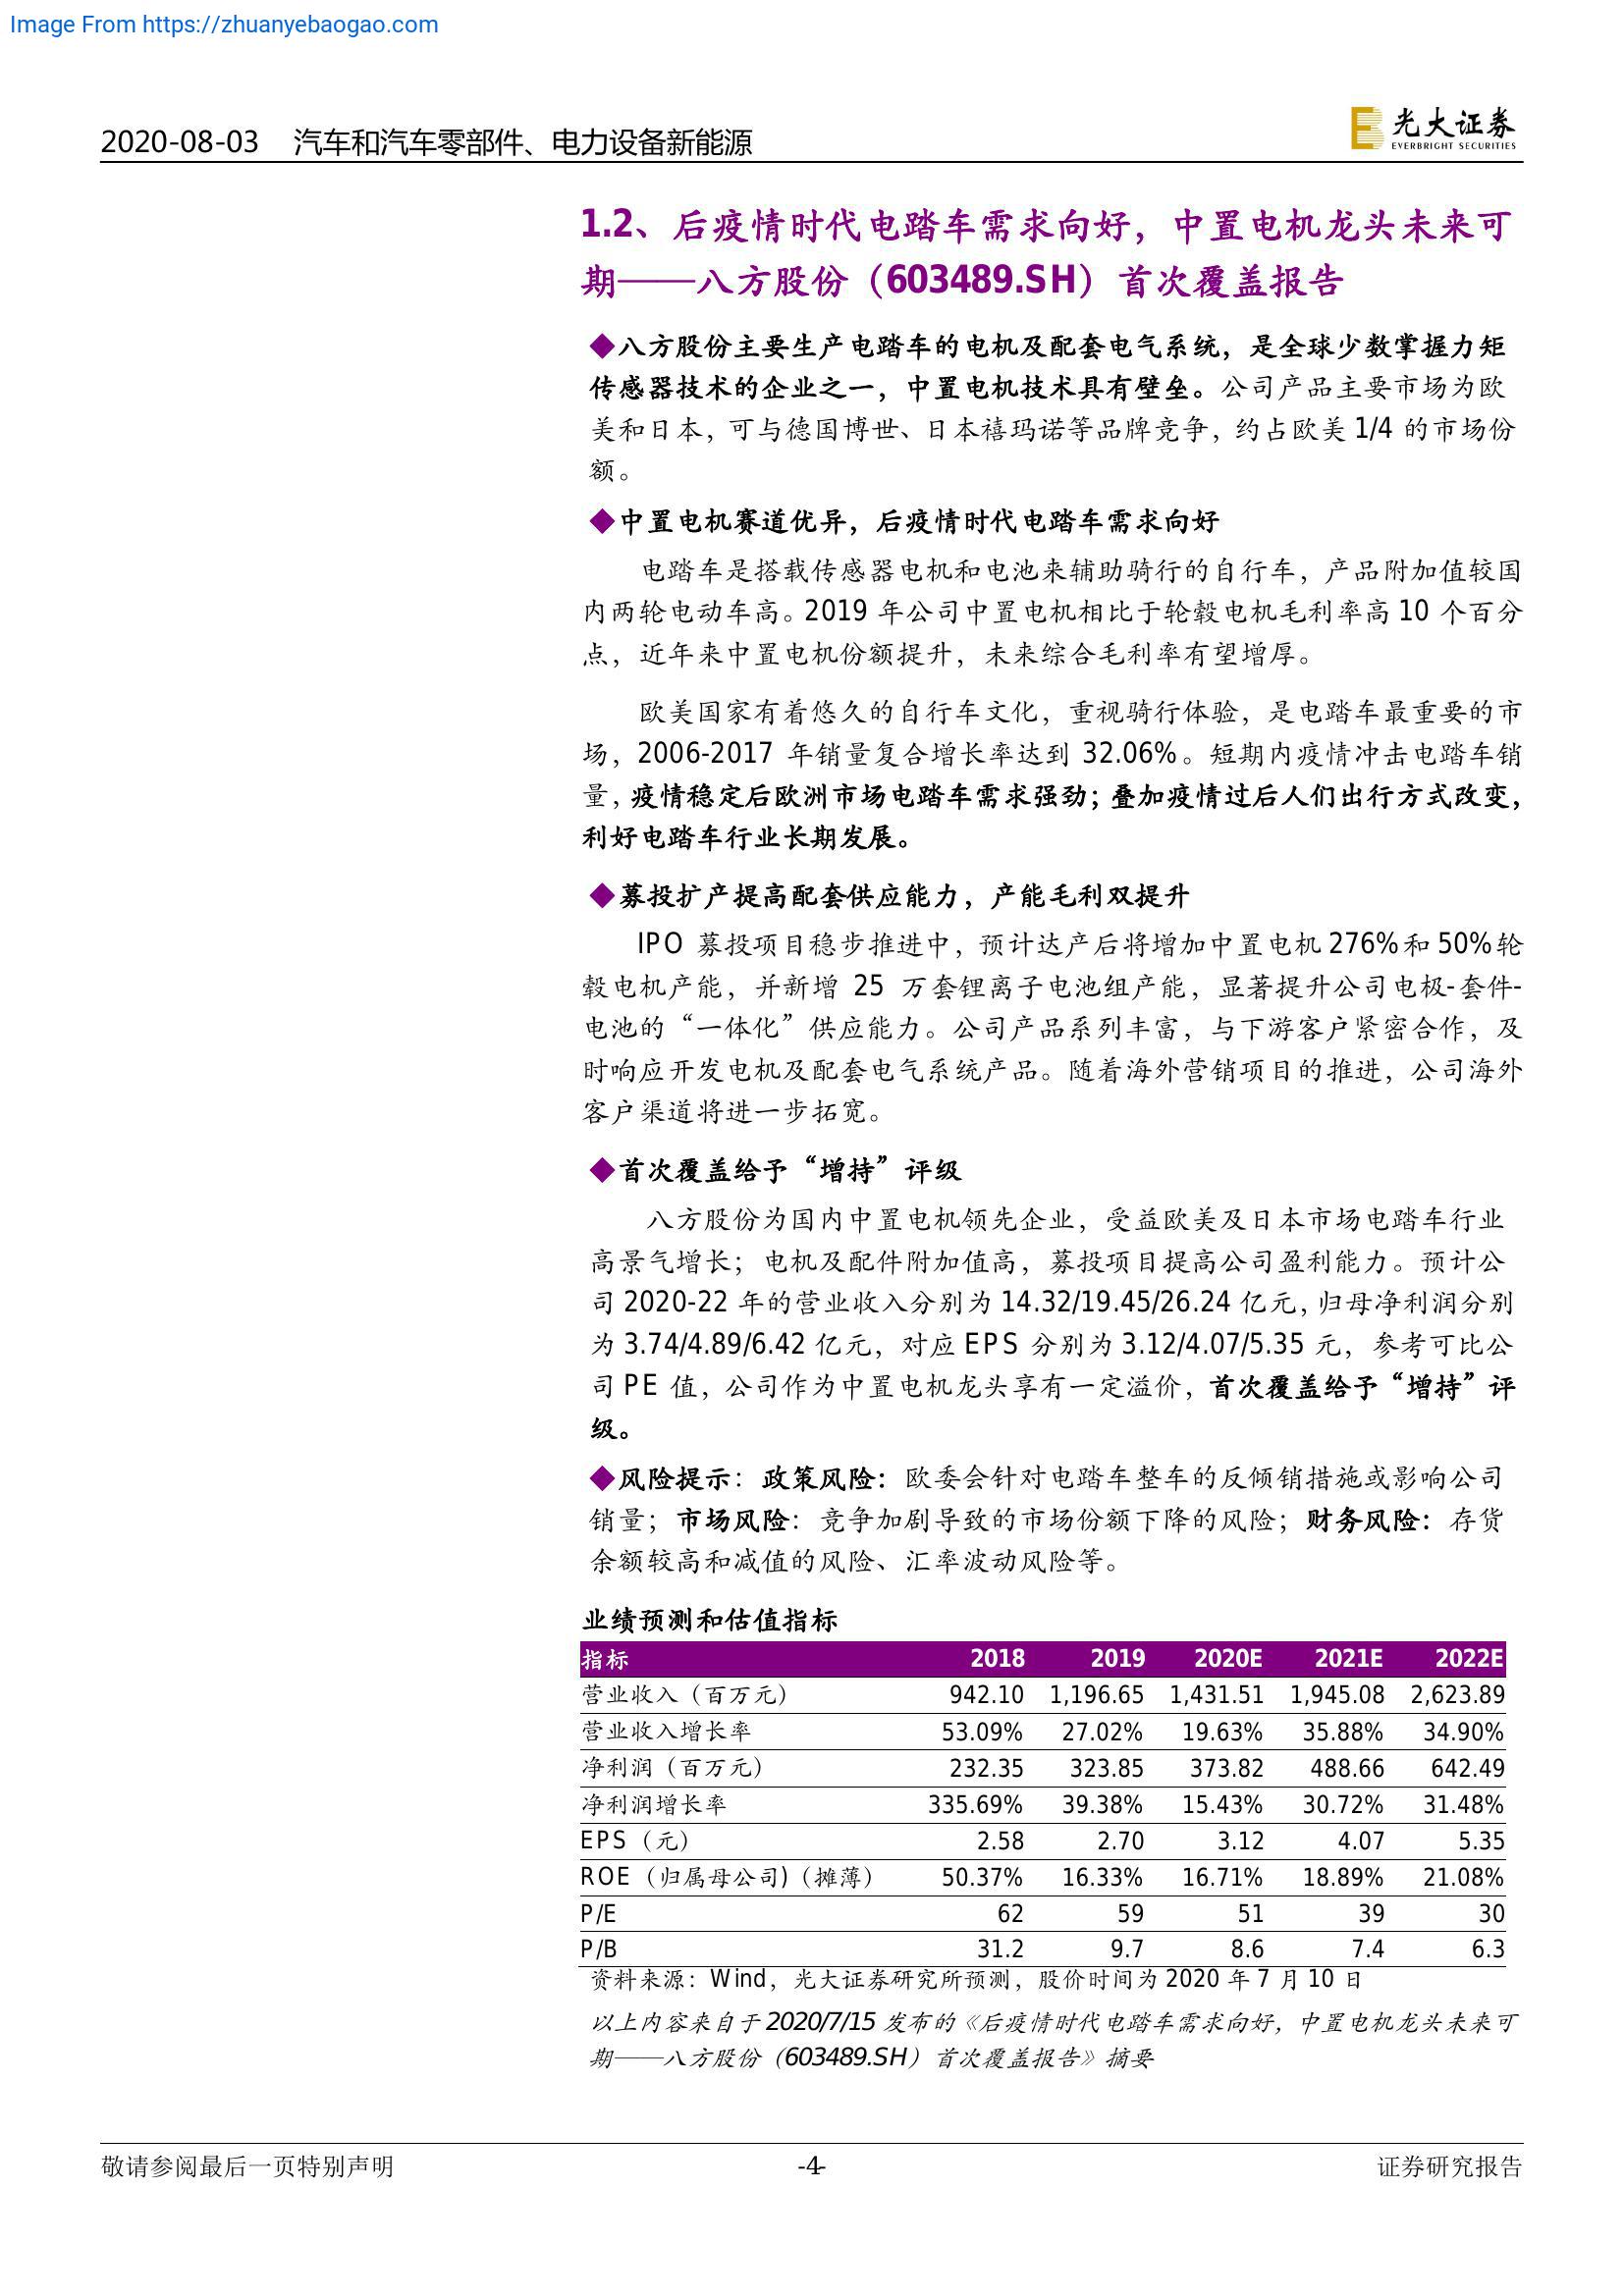 Image From https://zhuanyebaogao.com
2020-08-03 汽车和汽车零部件、电力设备新能源
光大证券
EVERBRIGHT SECURITIES
1.2、后疫情时代电踏车需求向好，中置电机龙头未来可
期——八方股份（603489.SH）首次覆盖报告
◆八方股份主要生产电踏车的电机及配套电气系统，是全球少数掌握力矩
传感器技术的企业之一，中置电机技术具有壁垒。公司产品主要市场为欧
美和日本，可与德国博世、日本禧玛诺等品牌竞争，约占欧美 1/4 的市场份
额。
◆中置电机赛道优异，后疫情时代电踏车需求向好
电踏车是搭载传感器电机和电池来辅助骑行的自行车，产品附加值较国
内两轮电动车高。2019 年公司中置电机相比于轮毂电机毛利率高 10 个百分
点，近年来中置电机份额提升，未来综合毛利率有望增厚。
欧美国家有着悠久的自行车文化，重视骑行体验，是电踏车最重要的市
场，2006-2017 年销量复合增长率达到 32.06%。短期内疫情冲击电踏车销
量，疫情稳定后欧洲市场电踏车需求强劲；叠加疫情过后人们出行方式改变，
利好电踏车行业长期发展。
◆募投扩产提高配套供应能力，产能毛利双提升
IPO 募投项目稳步推进中，预计达产后将增加中置电机 276%和 50%轮
毂电机产能，并新增 25 万套锂离子电池组产能，显著提升公司电极-套件-
电池的“一体化”供应能力。公司产品系列丰富，与下游客户紧密合作，及
时响应开发电机及配套电气系统产品。随着海外营销项目的推进，公司海外
客户渠道将进一步拓宽。
◆首次覆盖给予“增持”评级
八方股份为国内中置电机领先企业，受益欧美及日本市场电踏车行业
高景气增长；电机及配件附加值高，募投项目提高公司盈利能力。预计公
司 2020-22 年的营业收入分别为 14.32/19.45/26.24 亿元，归母净利润分别
为 3.74/4.89/6.42 亿元，对应 EPS 分别为 3.12/4.07/5.35 元，参考可比公
司 PE 值，公司作为中置电机龙头享有一定溢价，首次覆盖给予“增持”评
级。
◆风险提示：政策风险：欧委会针对电踏车整车的反倾销措施或影响公司
销量；市场风险：竞争加剧导致的市场份额下降的风险；财务风险：存货
余额较高和减值的风险、汇率波动风险等。
业绩预测和估值指标
指标 2018 2019 2020E 2021E 2022E
营业收入（百万元） 942.10 1,196.65 1,431.51 1,945.08 2,623.89
营业收入增长率 53.09% 27.02% 19.63% 35.88% 34.90%
净利润（百万元） 232.35 323.85 373.82 488.66 642.49
净利润增长率 335.69% 39.38% 15.43% 30.72% 31.48%
EPS（元） 2.58 2.70 3.12 4.07 5.35
ROE（归属母公司)（摊薄） 50.37% 16.33% 16.71% 18.89% 21.08%
P/E 62 59 51 39 30
P/B 31.2 9.7 8.6 7.4 6.3
资料来源：Wind，光大证券研究所预测，股价时间为 2020 年 7 月 10 日
以上内容来自于 2020/7/15 发布的《后疫情时代电踏车需求向好，中置电机龙头未来可
期——八方股份（603489.SH）首次覆盖报告》摘要
敬请参阅最后一页特别声明 -4- 证券研究报告